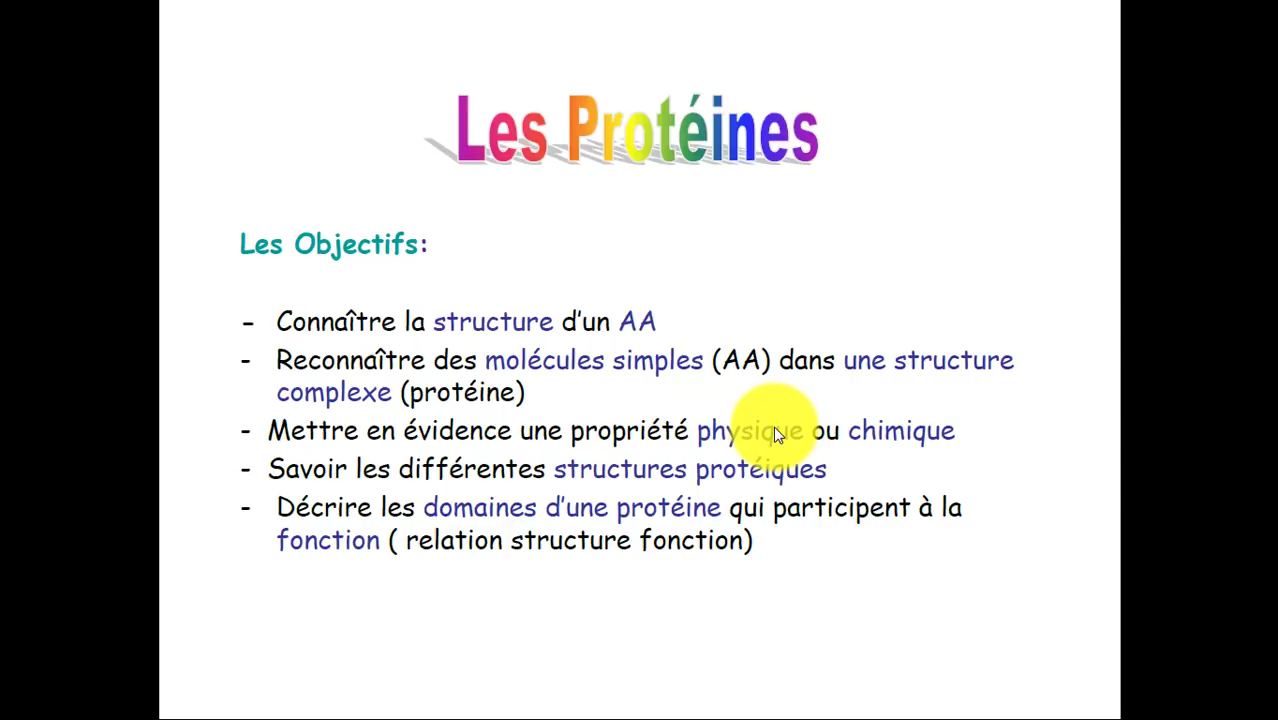 Les Protéines
Les Objectifs:
- Connaître la structure d’un AA
- Reconnaître des molécules simples (AA) dans une structure
complexe (protéine)
- Mettre en évidence une propriété physique ou chimique
- Savoir les différentes structures protéiques
- Décrire les domaines d’une protéine qui participent à la
fonction ( relation structure fonction)